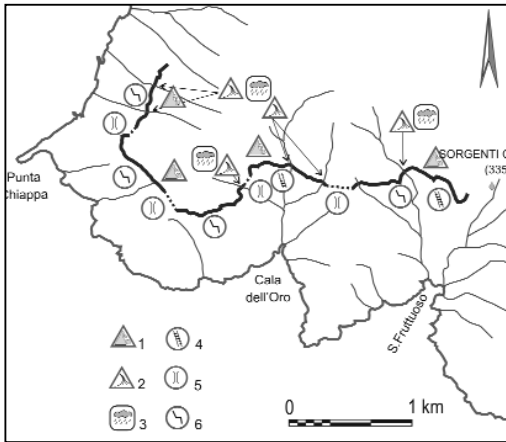 SORGENTI
(335
Punta
Chiappa
Cala
dell'Oro
S.Fruttuoso
1
4
2
5
3
6
0
1 km